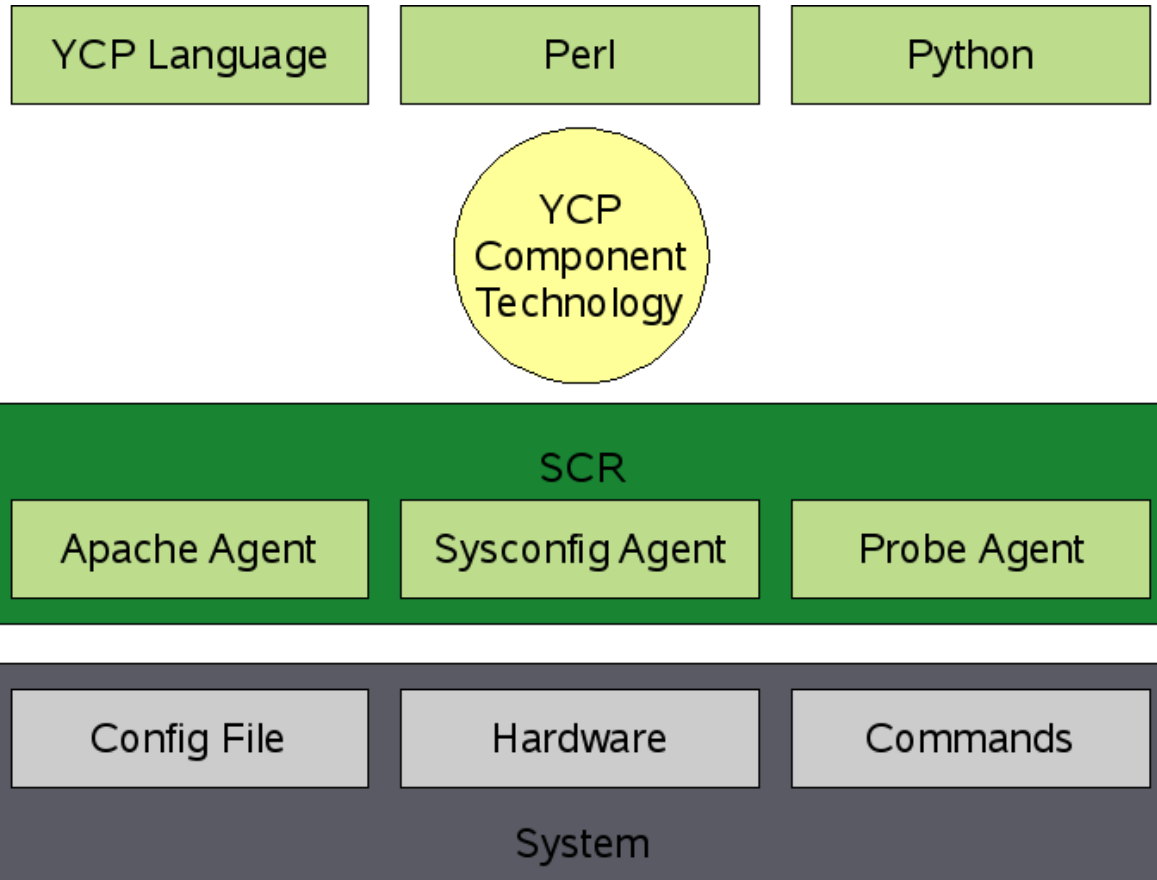 YCP Language
Perl
Python
YCP
Component
Technology
SCR
Apache Agent
Sysconfig Agent
Probe Agent
Config File
Hardware
Commands
System